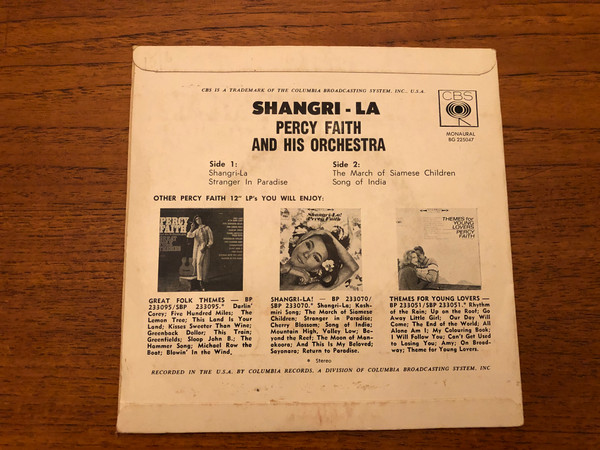 CBS IS A TRADEMARK OF THE COLUMBIA BROADCASTING SYSTEM, INC., U.S.A.
SHANGRI - LA
PERCY FAITH
AND HIS ORCHESTRA
CBS
MONAURAL
BG 225047
Side 1:
Shangri-La
Stranger In Paradise
Side 2:
The March of Siamese Children
Song of India
OTHER PERCY FAITH 12" LP's YOU WILL ENJOY:
PERCY
FAITH
Shangri-La!
Percy Faith
THEMES for
YOUNG
LOVERS
PERCY
FAITH
GREAT FOLK THEMES — BP
233095/SBP 233095.* Darlin'
Corey; Five Hundred Miles; The
Lemon Tree; This Land Is Your
Land; Kisses Sweeter Than Wine;
Greenback Dollar; This Train;
Greenfields; Sloop John B.; The
Hammer Song; Michael Row the
Boat; Blowin' In the Wind,
SHANGRI-LA! — BP 233070/
SBP 233070.* Shangri-La; Kash-
miri Song; The March of Siamese
Children; Stranger in Paradise;
Cherry Blossom; Song of India;
Mountain High, Valley Low; Be-
yond the Reef; The Moon of Man-
akoora; And This Is My Beloved;
Sayonara; Return to Paradise.
THEMES FOR YOUNG LOVERS —
BP 233051/SBP 233051.* Rhythm
of the Rain; Up on the Roof; Go
Away Little Girl; Our Day Will
Come; The End of the World; All
Alone Am I; My Colouring Book;
I Will Follow You; Can't Get Used
to Losing You; Amy; On Broad-
way; Theme for Young Lovers.
* Stereo
RECORDED IN THE U.S.A. BY COLUMBIA RECORDS, A DIVISION OF COLUMBIA BROADCASTING SYSTEM, INC